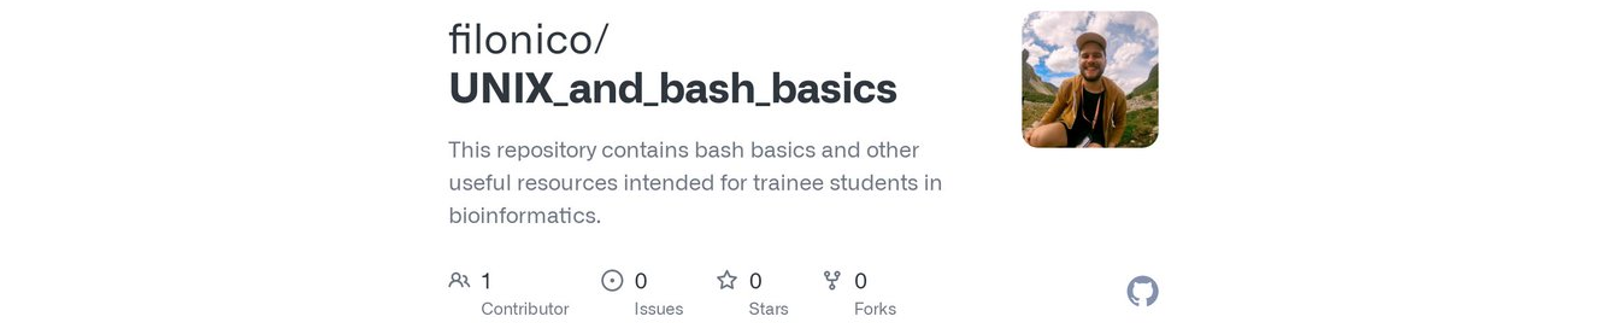 filonico/
UNIX_and_bash_basics
This repository contains bash basics and other
useful resources intended for trainee students in
bioinformatics.
1 0 0 0
Contributor Issues Stars Forks